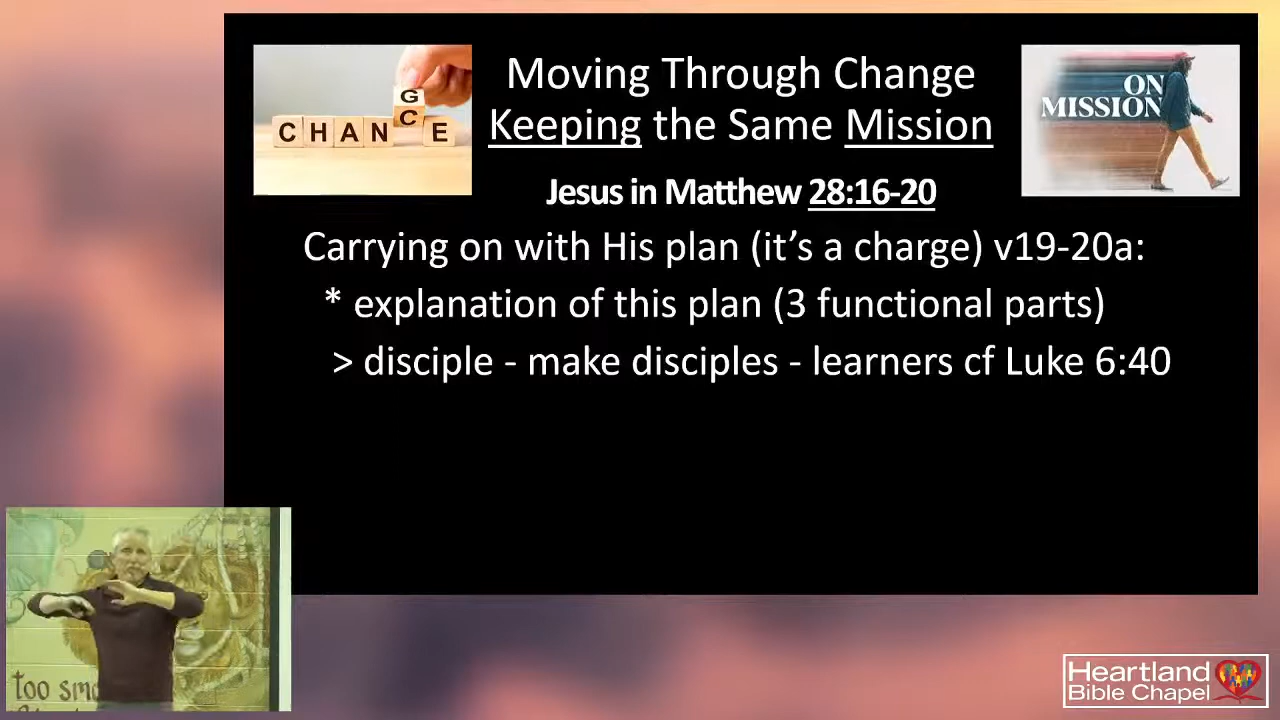 CHANGCE
ON
MISSION
Moving Through Change
Keeping the Same Mission
Jesus in Matthew 28:16-20
Carrying on with His plan (it’s a charge) v19-20a:
* explanation of this plan (3 functional parts)
> disciple - make disciples - learners cf Luke 6:40
too
Heartland
Bible Chapel